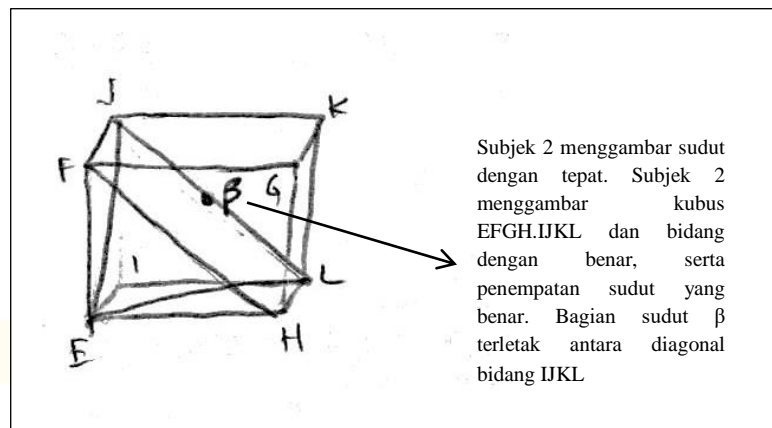 J
K
F
β
G
I
L
E
H
Subjek 2 menggambar sudut
dengan tepat. Subjek 2
menggambar kubus
EFGH.IJKL dan bidang
dengan benar, serta
penempatan sudut yang
benar. Bagian sudut β
terletak antara diagonal
bidang IJKL